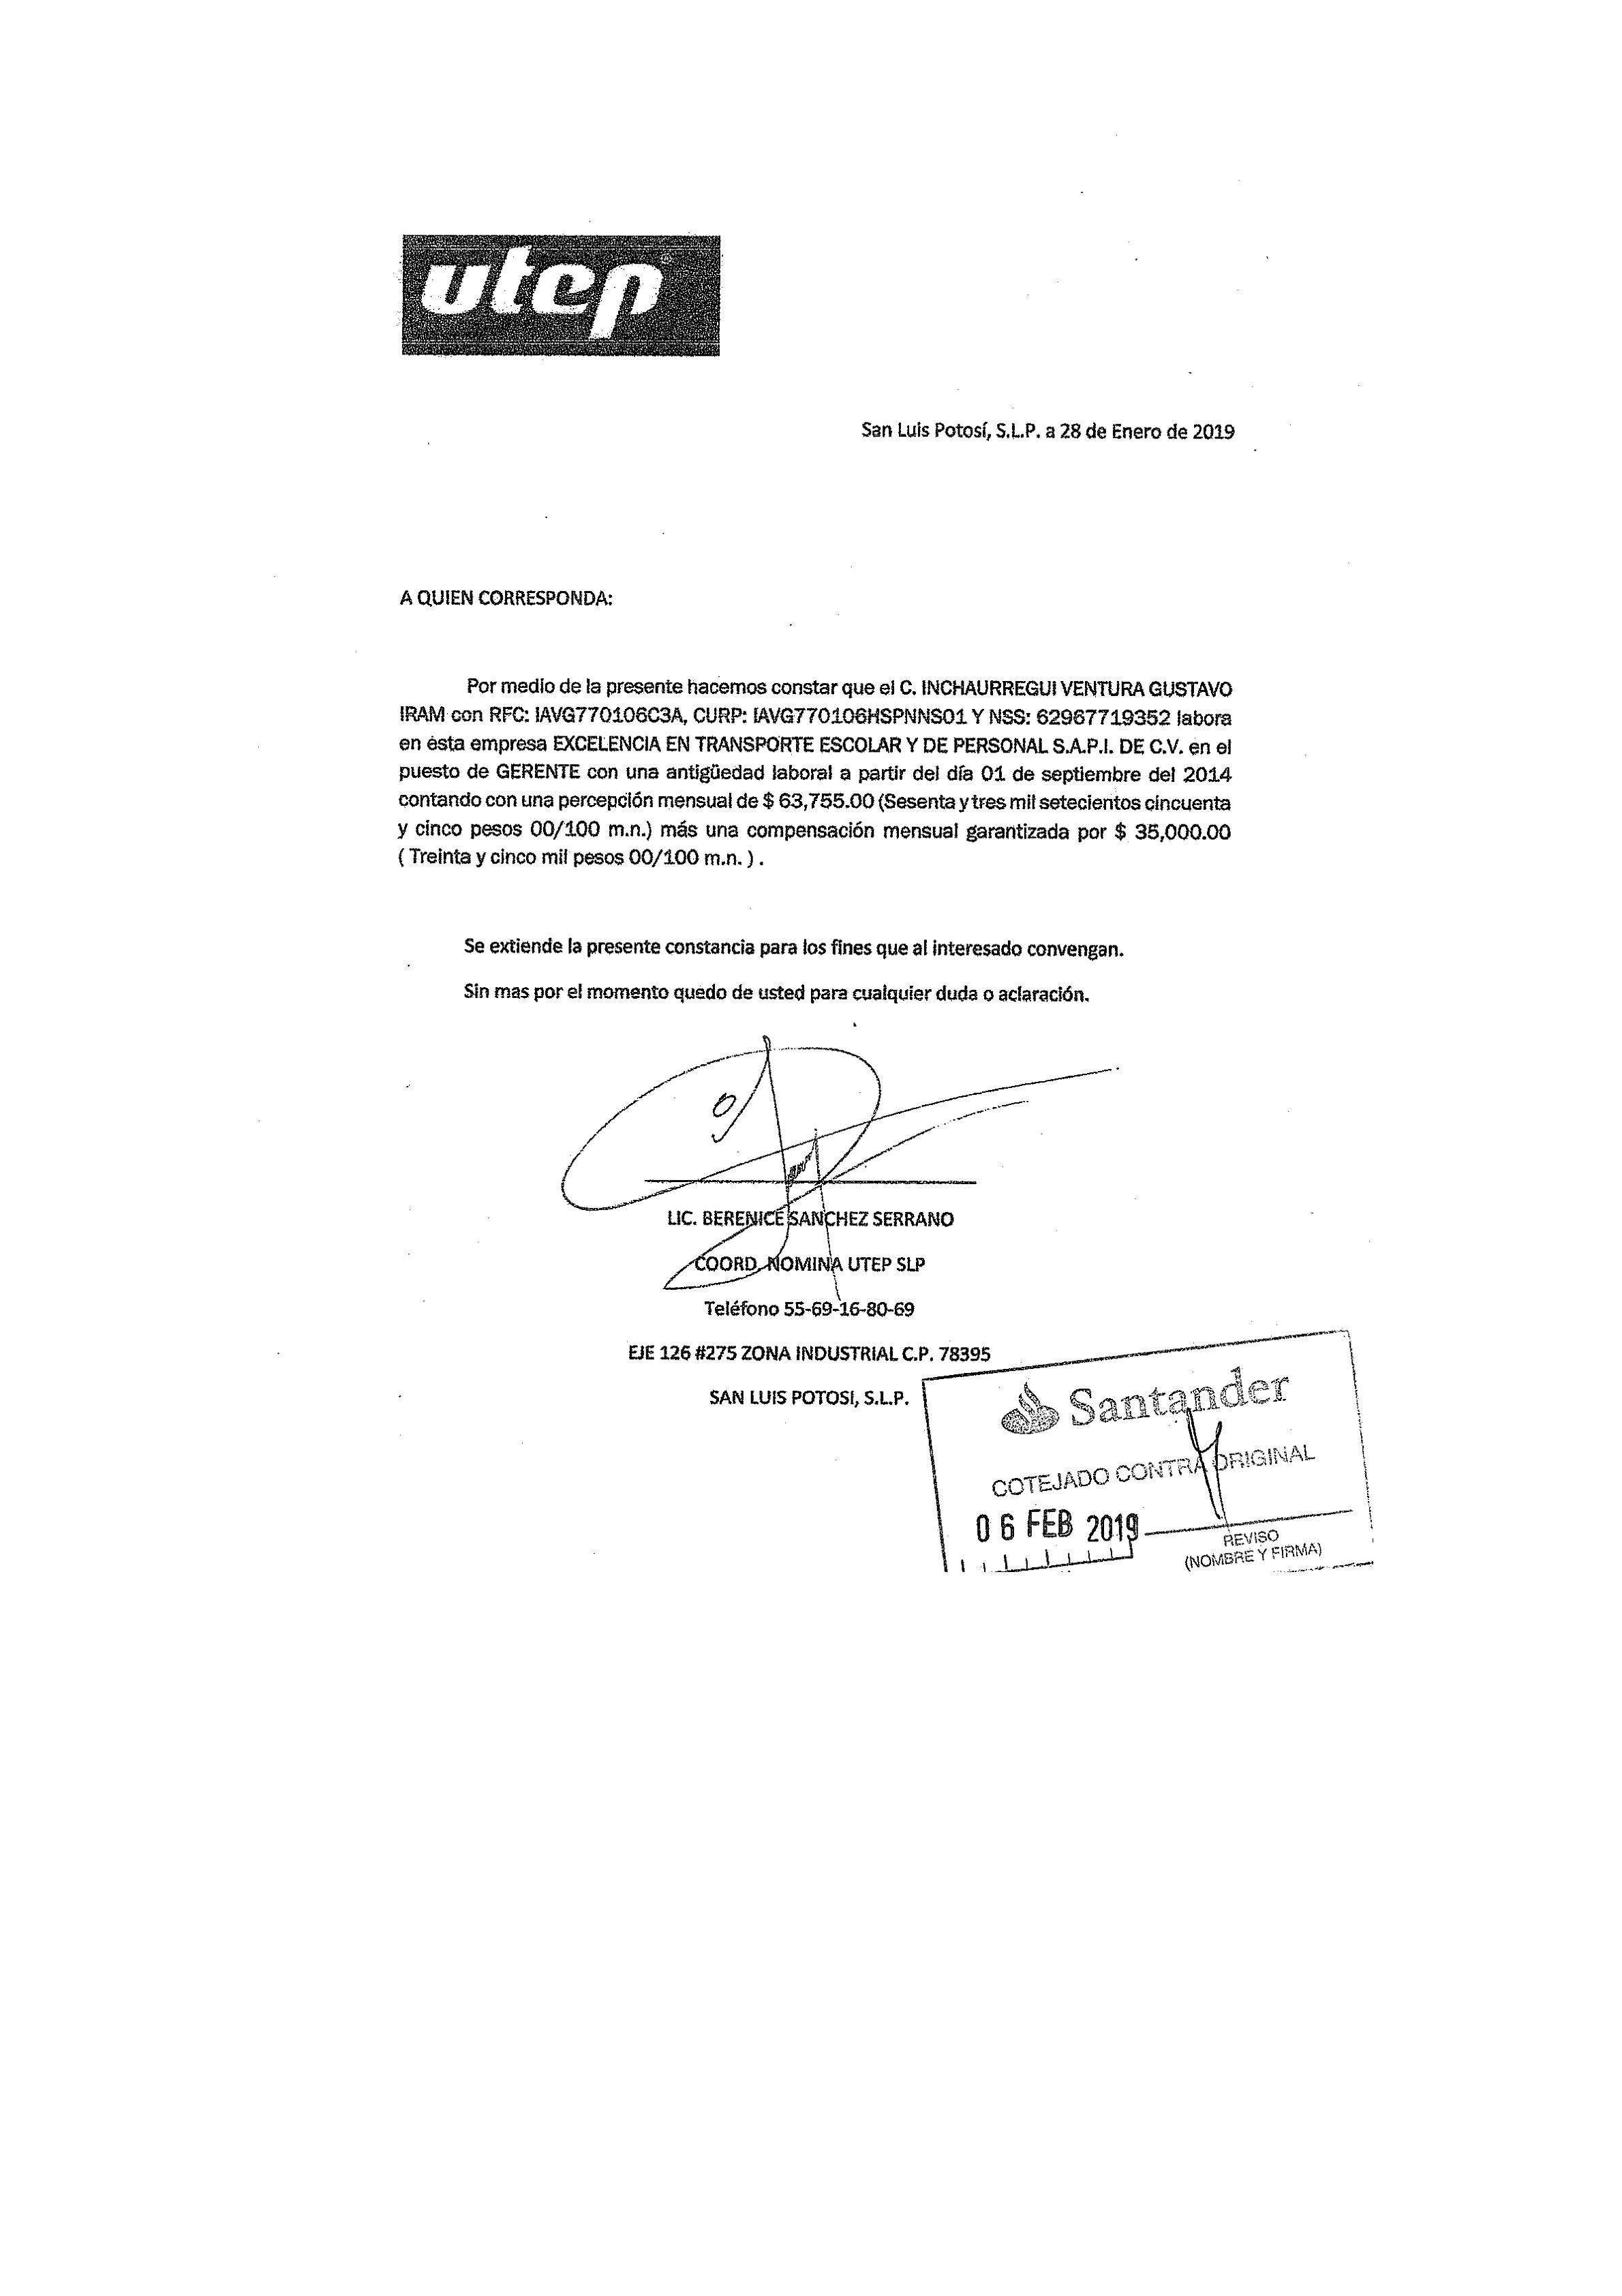 utep®
San Luis Potosí, S.L.P. a 28 de Enero de 2019
A QUIEN CORRESPONDA:
Por medio de la presente hacemos constar que el C. INCHAURREGUI VENTURA GUSTAVO
IRAM con RFC: IAVG770106C3A, CURP: IAVG770106HSPNNS01 Y NSS: 62967719352 labora
en ésta empresa EXCELENCIA EN TRANSPORTE ESCOLAR Y DE PERSONAL S.A.P.I. DE C.V. en el
puesto de GERENTE con una antigüedad laboral a partir del día 01 de septiembre del 2014
contando con una percepción mensual de $ 63,755.00 (Sesenta y tres mil setecientos cincuenta
y cinco pesos 00/100 m.n.) más una compensación mensual garantizada por $ 35,000.00
( Treinta y cinco mil pesos 00/100 m.n. ) .
Se extiende la presente constancia para los fines que al interesado convengan.
Sin mas por el momento quedo de usted para cualquier duda o aclaración.
LIC. BERENICE SANCHEZ SERRANO
COORD. NOMINA UTEP SLP
Teléfono 55-69-16-80-69
EJE 126 #275 ZONA INDUSTRIAL C.P. 78395
SAN LUIS POTOSI, S.L.P.
Santander
COTEJADO CONTRA ORIGINAL
06 FEB 2019
REVISO
(NOMBRE Y FIRMA)